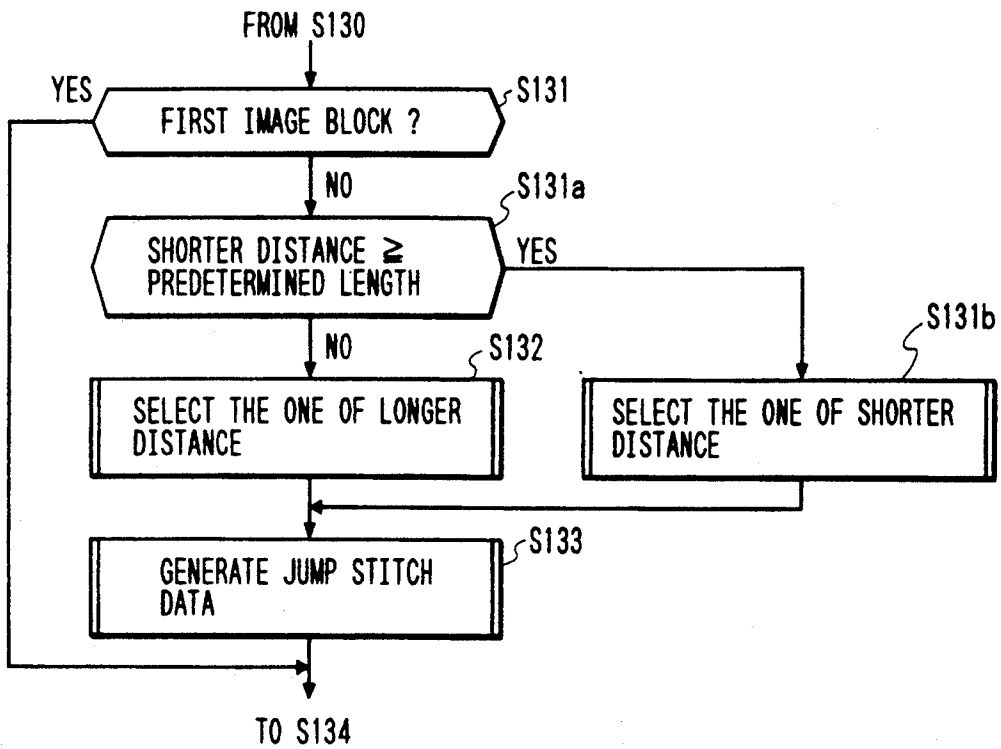 FROM S130
YES
S131
FIRST IMAGE BLOCK ?
NO
S131a
SHORTER DISTANCE ≧
PREDETERMINED LENGTH
YES
NO
S132
S131b
SELECT THE ONE OF LONGER
DISTANCE
SELECT THE ONE OF SHORTER
DISTANCE
S133
GENERATE JUMP STITCH
DATA
TO S134